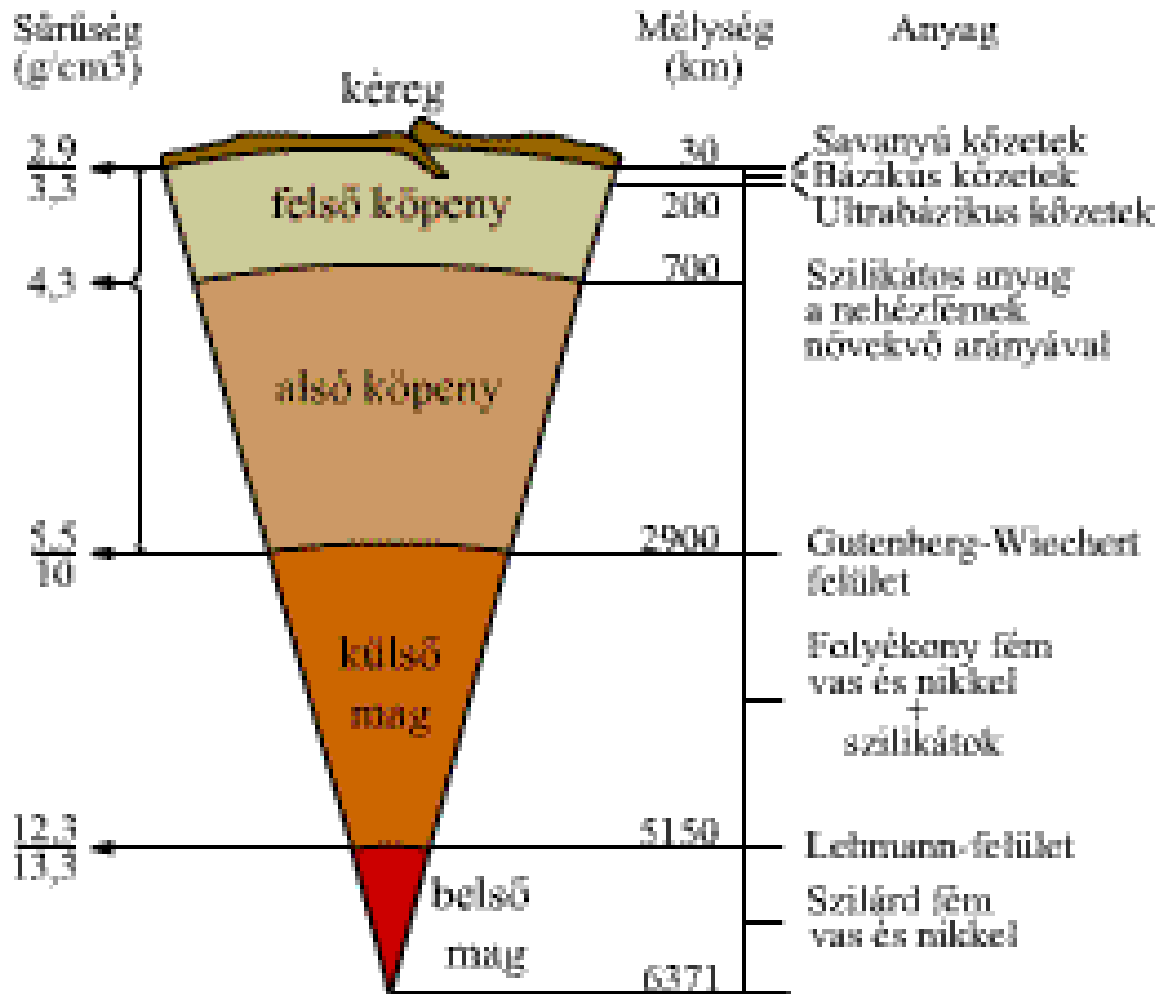 Sűrűség
(g/cm3)
Mélység
(km)
Anyag
kéreg
2,9
3,3
30
Savanyú kőzetek
Bázikus kőzetek
Ultrabázikus kőzetek
200
felső köpeny
4,3
700
Szilikátos anyag
a nehézfémek
növekvő arányával
alsó köpeny
5,5
10
2900
Gutenberg-Wiechert
felület
külső
mag
Folyékony fém
vas és nikkel
+
szilikátok
12,3
13,3
5150
Lehmann-felület
belső
mag
Szilárd fém
vas és nikkel
6371